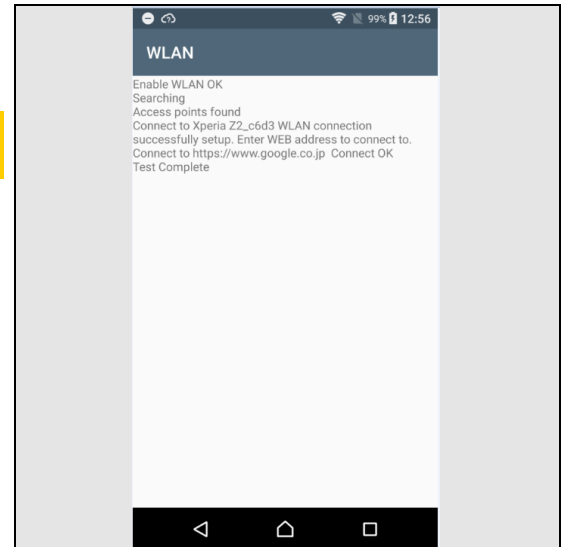 99% 12:56
WLAN
Enable WLAN OK
Searching
Access points found
Connect to Xperia Z2_c6d3 WLAN connection
successfully setup. Enter WEB address to connect to.
Connect to https://www.google.co.jp  Connect OK
Test Complete